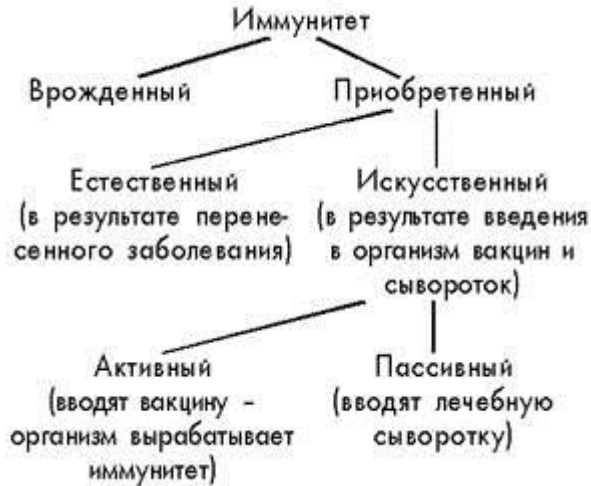 Иммунитет
Врожденный
Приобретенный
Естественный
(в результате перене-
сенного заболевания)
Искусственный
(в результате введения
в организм вакцин и
сывороток)
Активный
(вводят вакцину –
организм вырабатывает
иммунитет)
Пассивный
(вводят лечебную
сыворотку)